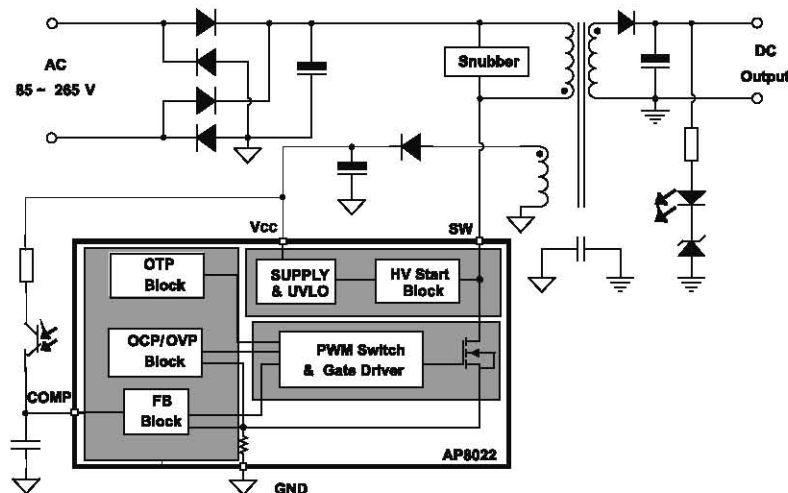 AC
85 ~ 265 V
Snubber
DC
Output
Vcc
SW
OTP
Block
SUPPLY
& UVLO
HV Start
Block
OCP/OVP
Block
PWM Switch
& Gate Driver
COMP
FB
Block
AP8022
GND